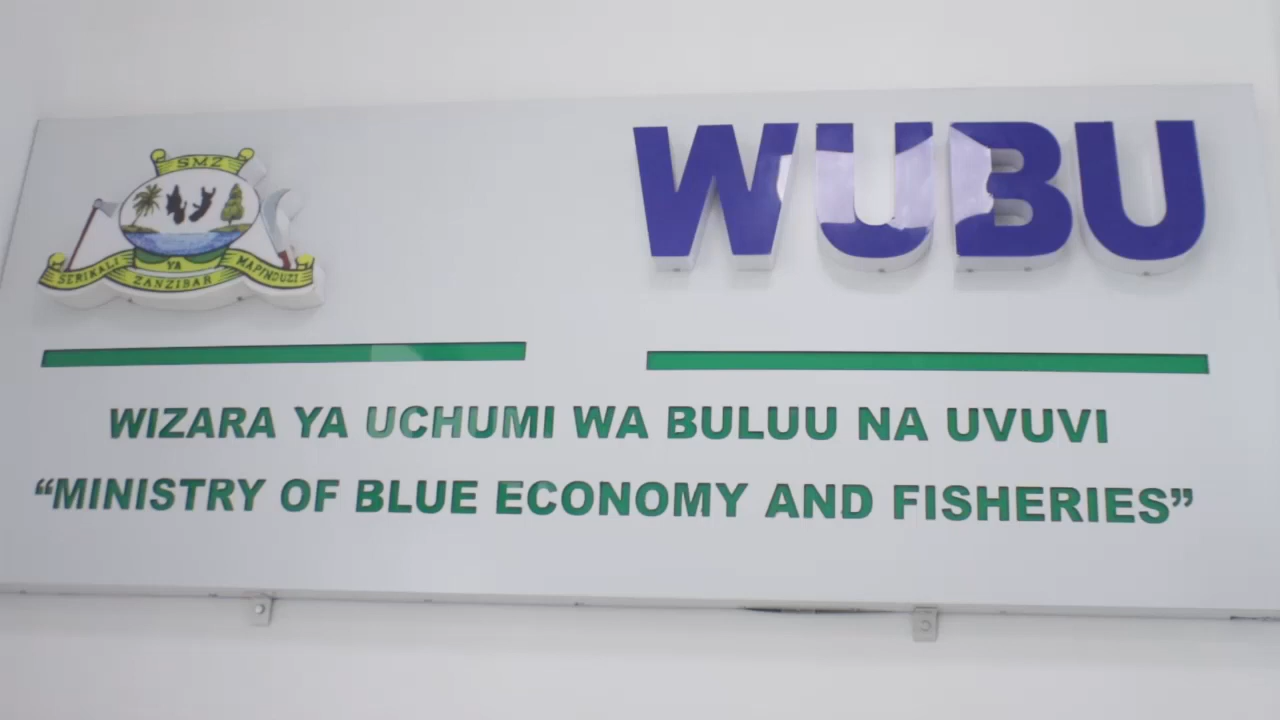 SMZ
SERIKALI YA MAPINDUZI
ZANZIBAR
WUBU
WIZARA YA UCHUMI WA BULUU NA UVUVI
“MINISTRY OF BLUE ECONOMY AND FISHERIES”